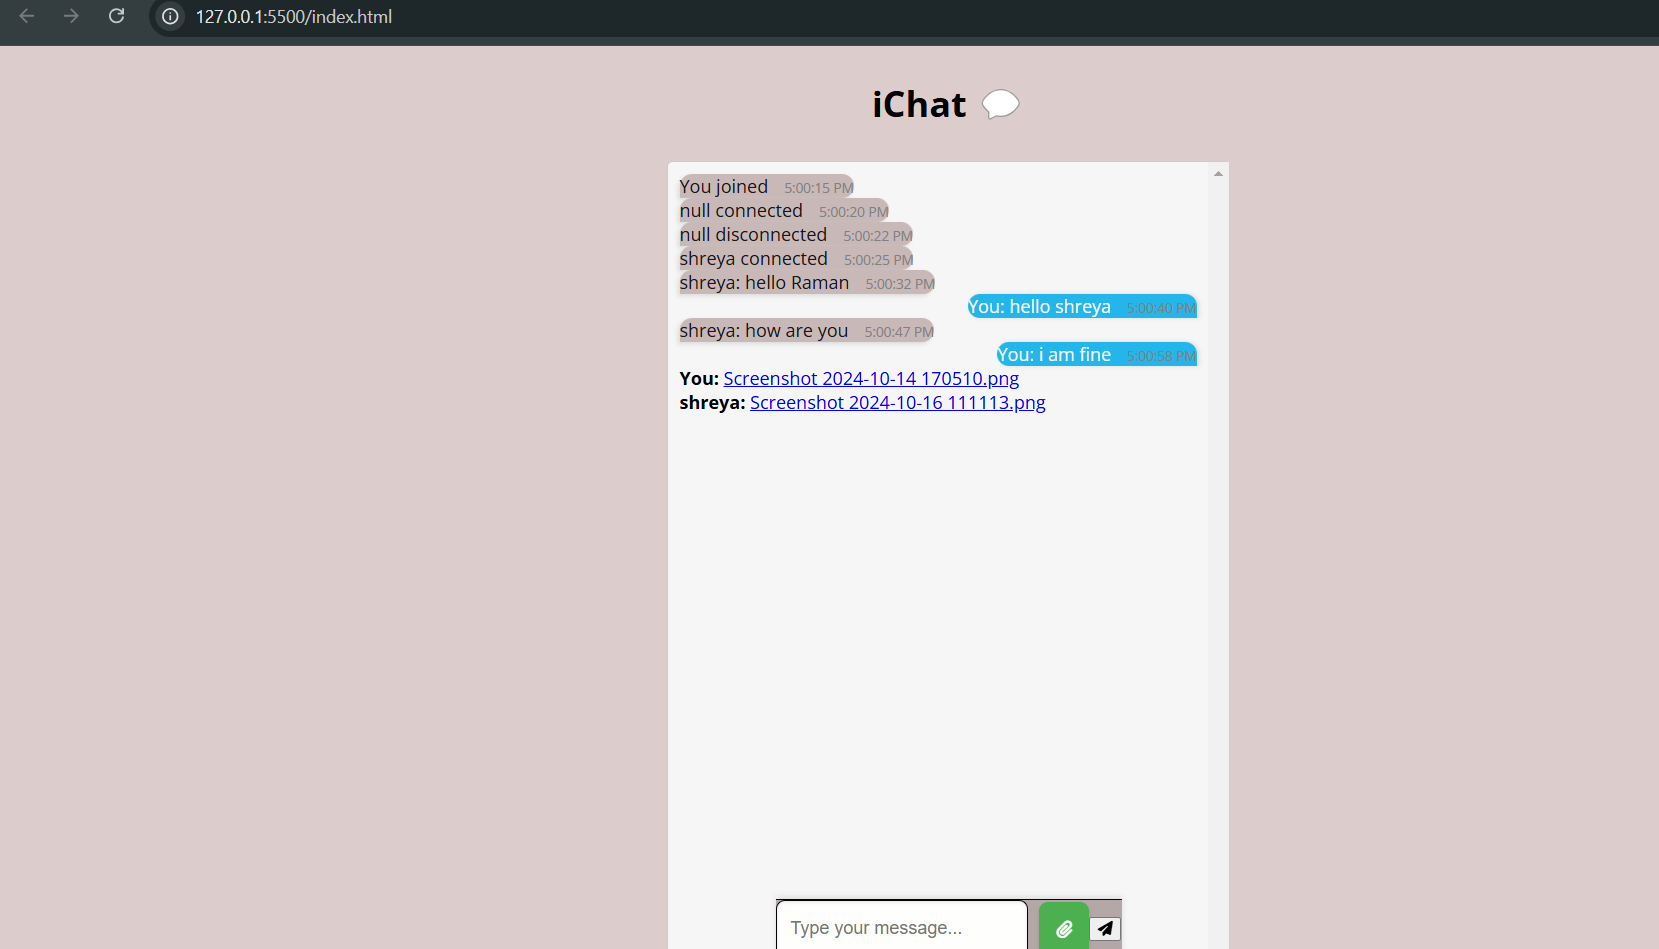 127.0.0.1:5500/index.html
iChat
You joined 5:00:15 PM
null connected 5:00:20 PM
null disconnected 5:00:22 PM
shreya connected 5:00:25 PM
shreya: hello Raman 5:00:32 PM
You: hello shreya 5:00:40 PM
shreya: how are you 5:00:47 PM
You: i am fine 5:00:58 PM
You: Screenshot 2024-10-14 170510.png
shreya: Screenshot 2024-10-16 111113.png
Type your message...